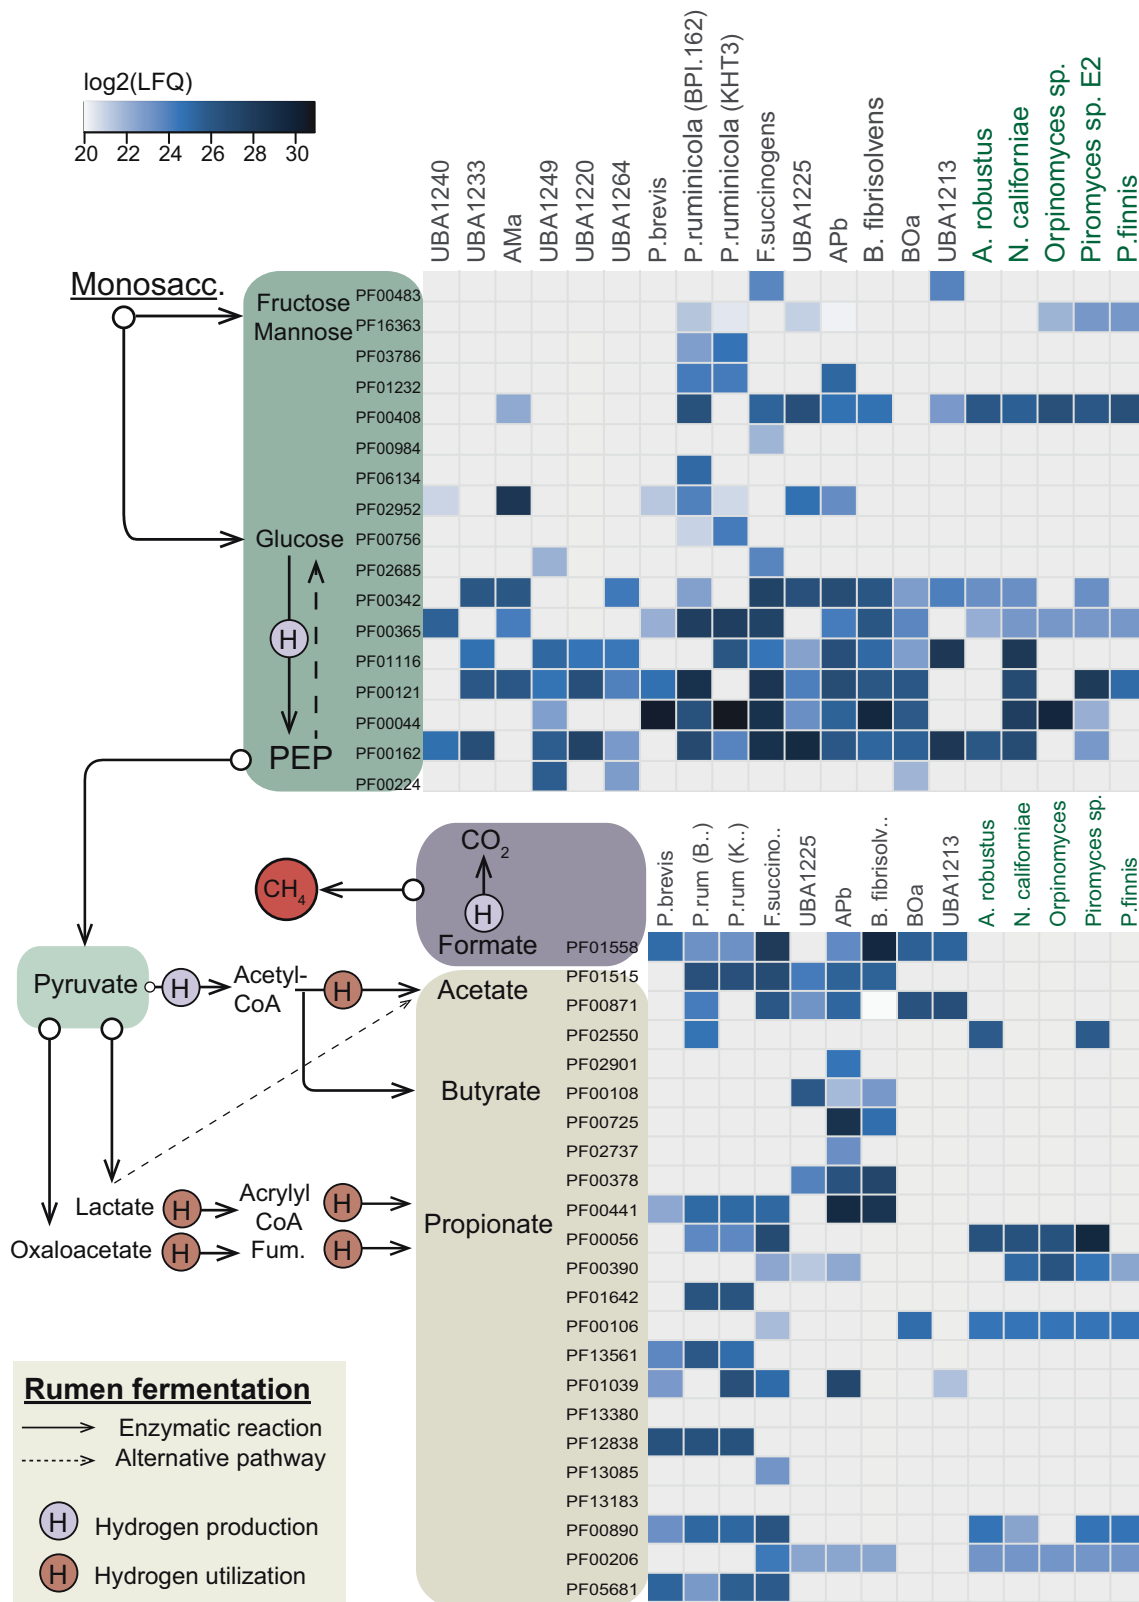 log2(LFQ)
20 22 24 26 28 30
UBA1240
UBA1233
AMa
UBA1249
UBA1220
UBA1264
P.brevis
P.ruminicola (BPI.162)
P.ruminicola (KHT3)
F.succinogens
UBA1225
APb
B. fibrisolvens
BOa
UBA1213
A. robustus
N. californiae
Orpinomyces sp.
Piromyces sp. E2
P.finnis
Monosacc.
Fructose
Mannose
Glucose
H
PEP
PF00483
PF16363
PF03786
PF01232
PF00408
PF00984
PF06134
PF02952
PF00756
PF02685
PF00342
PF00365
PF01116
PF00121
PF00044
PF00162
PF00224
P.brevis
P.rum (B..)
P.rum (K..)
F.succino..
UBA1225
APb
B. fibrisolv..
BOa
UBA1213
A. robustus
N. californiae
Orpinomyces
Piromyces sp.
P.finnis
CO2
CH4
H
Formate
Pyruvate
H
Acetyl-
CoA
H
Acetate
Butyrate
Lactate
H
Acrylyl
CoA
H
Propionate
Oxaloacetate
H
Fum.
H
PF01558
PF01515
PF00871
PF02550
PF02901
PF00108
PF00725
PF02737
PF00378
PF00441
PF00056
PF00390
PF01642
PF00106
PF13561
PF01039
PF13380
PF12838
PF13085
PF13183
PF00890
PF00206
PF05681
Rumen fermentation
Enzymatic reaction
Alternative pathway
H Hydrogen production
H Hydrogen utilization